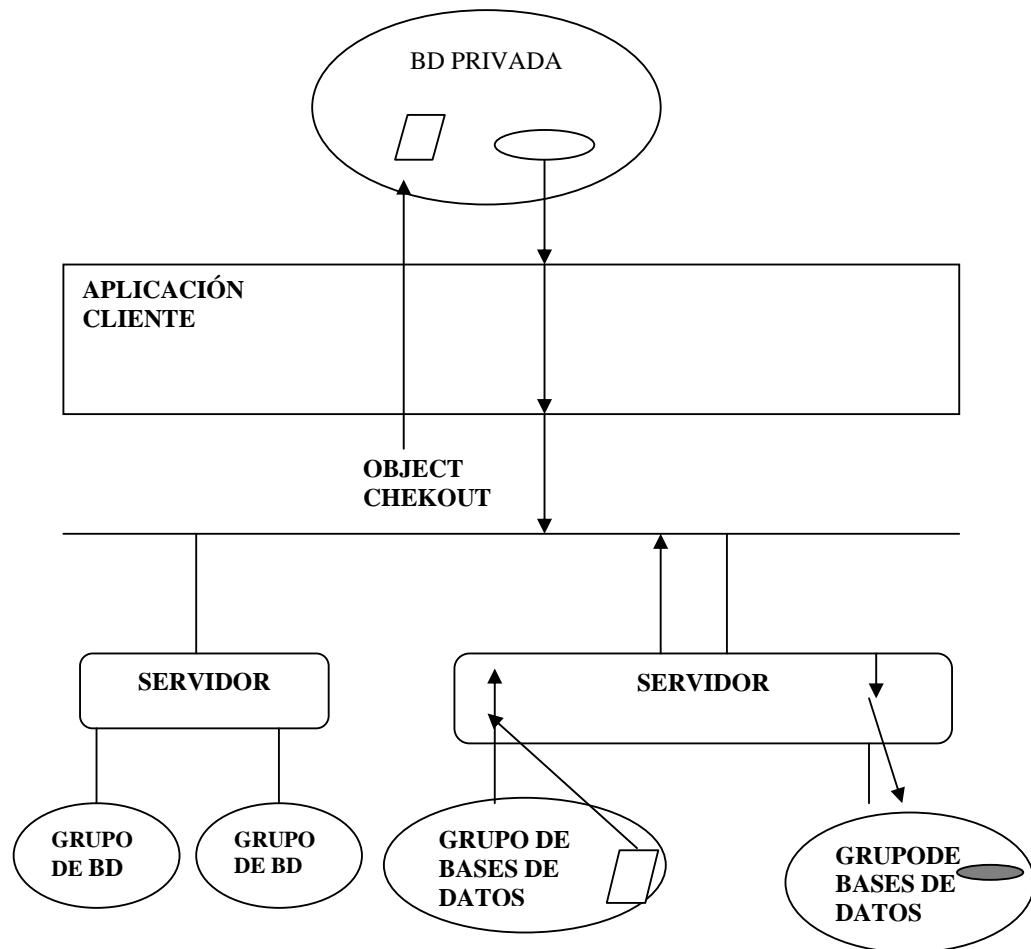 BD PRIVADA
APLICACIÓN
CLIENTE
OBJECT
CHEKOUT
SERVIDOR
SERVIDOR
GRUPO
DE BD
GRUPO
DE BD
GRUPO DE
BASES DE
DATOS
GRUPODE
BASES DE
DATOS